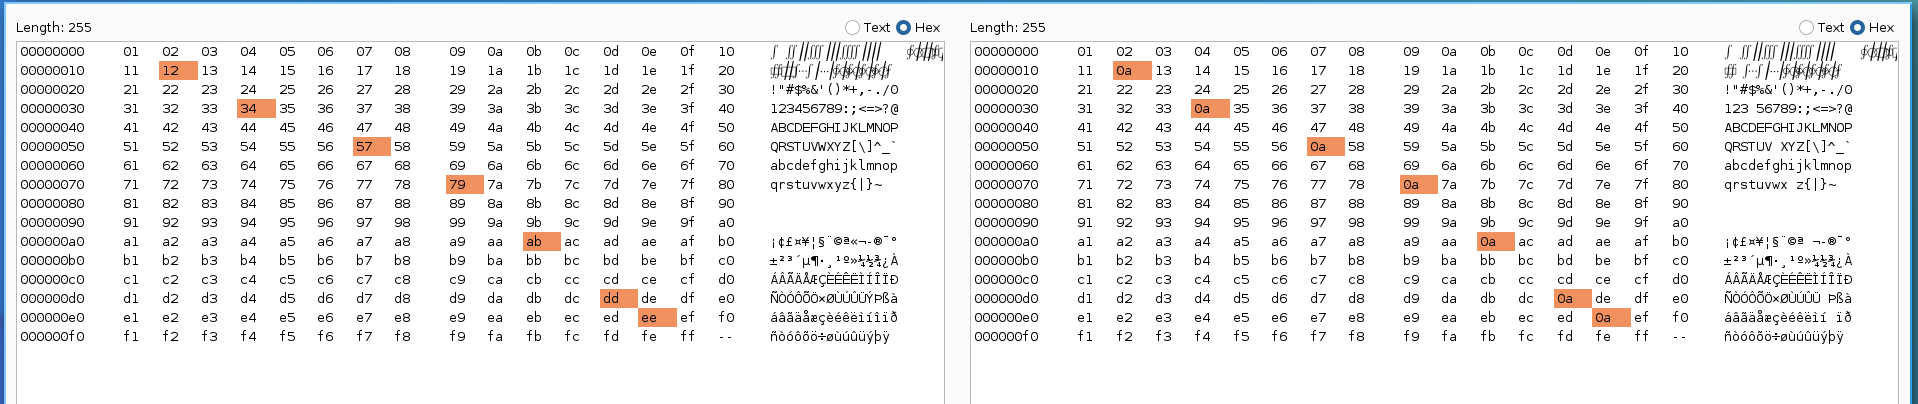 Length: 255 Text Hex
00000000 01 02 03 04 05 06 07 08 09 0a 0b 0c 0d 0e 0f 10
00000010 11 12 13 14 15 16 17 18 19 1a 1b 1c 1d 1e 1f 20
00000020 21 22 23 24 25 26 27 28 29 2a 2b 2c 2d 2e 2f 30 !"#$%&'()*+,-./0
00000030 31 32 33 34 35 36 37 38 39 3a 3b 3c 3d 3e 3f 40 123456789:;<=>?@
00000040 41 42 43 44 45 46 47 48 49 4a 4b 4c 4d 4e 4f 50 ABCDEFGHIJKLMNOP
00000050 51 52 53 54 55 56 57 58 59 5a 5b 5c 5d 5e 5f 60 QRSTUVWXYZ[\]^_`
00000060 61 62 63 64 65 66 67 68 69 6a 6b 6c 6d 6e 6f 70 abcdefghijklmnop
00000070 71 72 73 74 75 76 77 78 79 7a 7b 7c 7d 7e 7f 80 qrstuvwxyz{|}~
00000080 81 82 83 84 85 86 87 88 89 8a 8b 8c 8d 8e 8f 90
00000090 91 92 93 94 95 96 97 98 99 9a 9b 9c 9d 9e 9f a0
000000a0 a1 a2 a3 a4 a5 a6 a7 a8 a9 aa ab ac ad ae af b0 ¡¢£¤¥¦§¨©ª«¬-®¯°
000000b0 b1 b2 b3 b4 b5 b6 b7 b8 b9 ba bb bc bd be bf c0 ±²³´µ¶·¸¹º»¼½¾¿À
000000c0 c1 c2 c3 c4 c5 c6 c7 c8 c9 ca cb cc cd ce cf d0 ÁÂÃÄÅÆÇÈÉÊËÌÍÎÏÐ
000000d0 d1 d2 d3 d4 d5 d6 d7 d8 d9 da db dc dd de df e0 ÑÒÓÔÕÖ×ØÙÚÛÜÝÞßà
000000e0 e1 e2 e3 e4 e5 e6 e7 e8 e9 ea eb ec ed ee ef f0 áâãäåæçèéêëìíîïð
000000f0 f1 f2 f3 f4 f5 f6 f7 f8 f9 fa fb fc fd fe ff -- ñòóôõö÷øùúûüýþÿ
Length: 255 Text Hex
00000000 01 02 03 04 05 06 07 08 09 0a 0b 0c 0d 0e 0f 10
00000010 11 0a 13 14 15 16 17 18 19 1a 1b 1c 1d 1e 1f 20
00000020 21 22 23 24 25 26 27 28 29 2a 2b 2c 2d 2e 2f 30 !"#$%&'()*+,-./0
00000030 31 32 33 0a 35 36 37 38 39 3a 3b 3c 3d 3e 3f 40 123 56789:;<=>?@
00000040 41 42 43 44 45 46 47 48 49 4a 4b 4c 4d 4e 4f 50 ABCDEFGHIJKLMNOP
00000050 51 52 53 54 55 56 0a 58 59 5a 5b 5c 5d 5e 5f 60 QRSTUV XYZ[\]^_`
00000060 61 62 63 64 65 66 67 68 69 6a 6b 6c 6d 6e 6f 70 abcdefghijklmnop
00000070 71 72 73 74 75 76 77 78 0a 7a 7b 7c 7d 7e 7f 80 qrstuvwx z{|}~
00000080 81 82 83 84 85 86 87 88 89 8a 8b 8c 8d 8e 8f 90
00000090 91 92 93 94 95 96 97 98 99 9a 9b 9c 9d 9e 9f a0
000000a0 a1 a2 a3 a4 a5 a6 a7 a8 a9 aa 0a ac ad ae af b0 ¡¢£¤¥¦§¨©ª ¬-®¯°
000000b0 b1 b2 b3 b4 b5 b6 b7 b8 b9 ba bb bc bd be bf c0 ±²³´µ¶·¸¹º»¼½¾¿À
000000c0 c1 c2 c3 c4 c5 c6 c7 c8 c9 ca cb cc cd ce cf d0 ÁÂÃÄÅÆÇÈÉÊËÌÍÎÏÐ
000000d0 d1 d2 d3 d4 d5 d6 d7 d8 d9 da db dc 0a de df e0 ÑÒÓÔÕÖ×ØÙÚÛÜ Þßà
000000e0 e1 e2 e3 e4 e5 e6 e7 e8 e9 ea eb ec ed 0a ef f0 áâãäåæçèéêëìí ïð
000000f0 f1 f2 f3 f4 f5 f6 f7 f8 f9 fa fb fc fd fe ff -- ñòóôõö÷øùúûüýþÿ